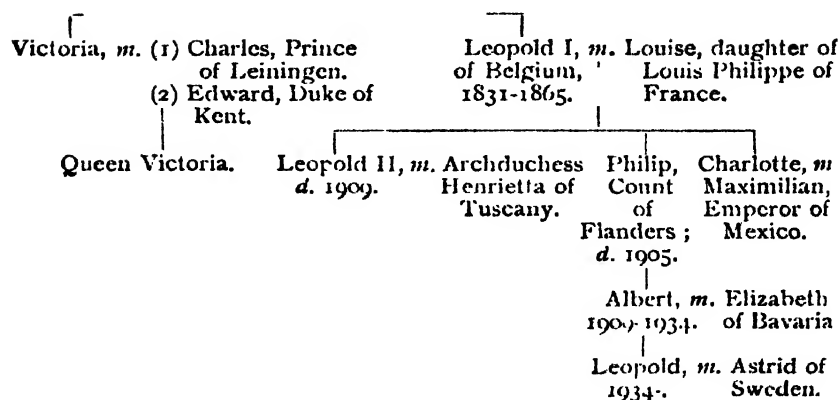 Victoria, m. (1) Charles, Prince
of Leiningen.
(2) Edward, Duke of
Kent.
Queen Victoria.
Leopold I, m. Louise, daughter of
of Belgium, Louis Philippe of
1831-1865. France.
Leopold II, m. Archduchess
d. 1909. Henrietta of
Tuscany.
Philip,
Count
of
Flanders ;
d. 1905.
Charlotte, m
Maximilian,
Emperor of
Mexico.
Albert, m. Elizabeth
1909-1934. of Bavaria
Leopold, m. Astrid of
1934-. Sweden.